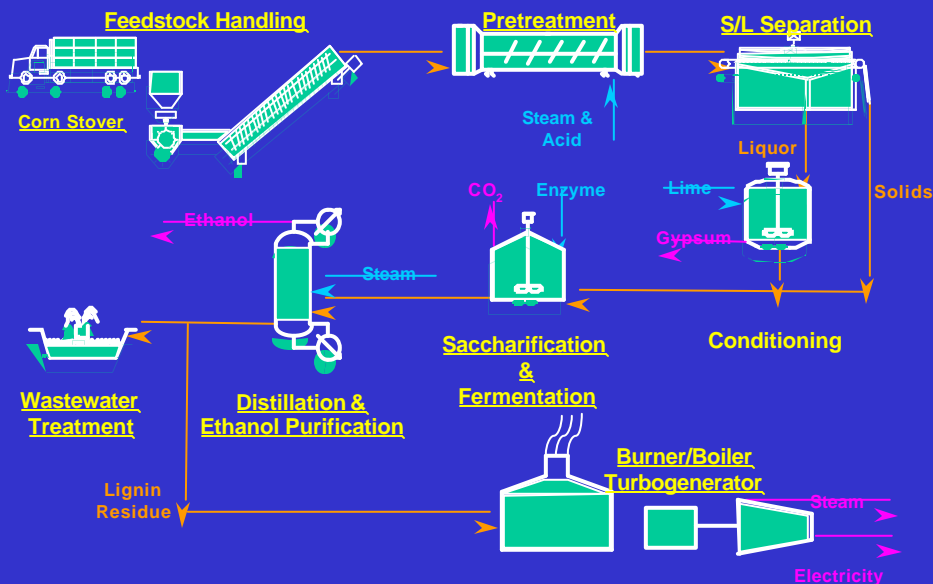 Feedstock Handling
Pretreatment
S/L Separation
Corn Stover
Steam &
Acid
Liquor
CO2
Enzyme
Lime
Solids
Ethanol
Gypsum
Steam
Saccharification
&
Fermentation
Conditioning
Wastewater
Treatment
Distillation &
Ethanol Purification
Burner/Boiler
Turbogenerator
Lignin
Residue
Steam
Electricity